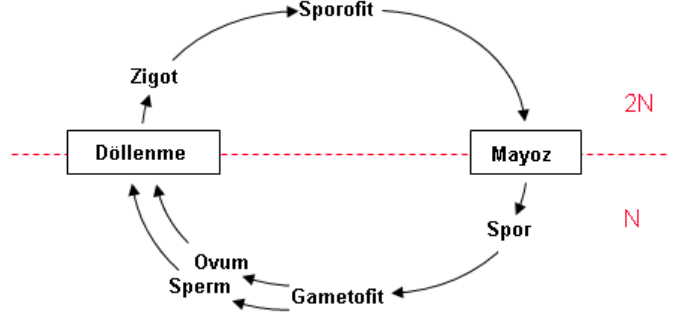 Sporofit
Zigot
2N
Döllenme
Mayoz
N
Spor
Ovum
Sperm
Gametofit